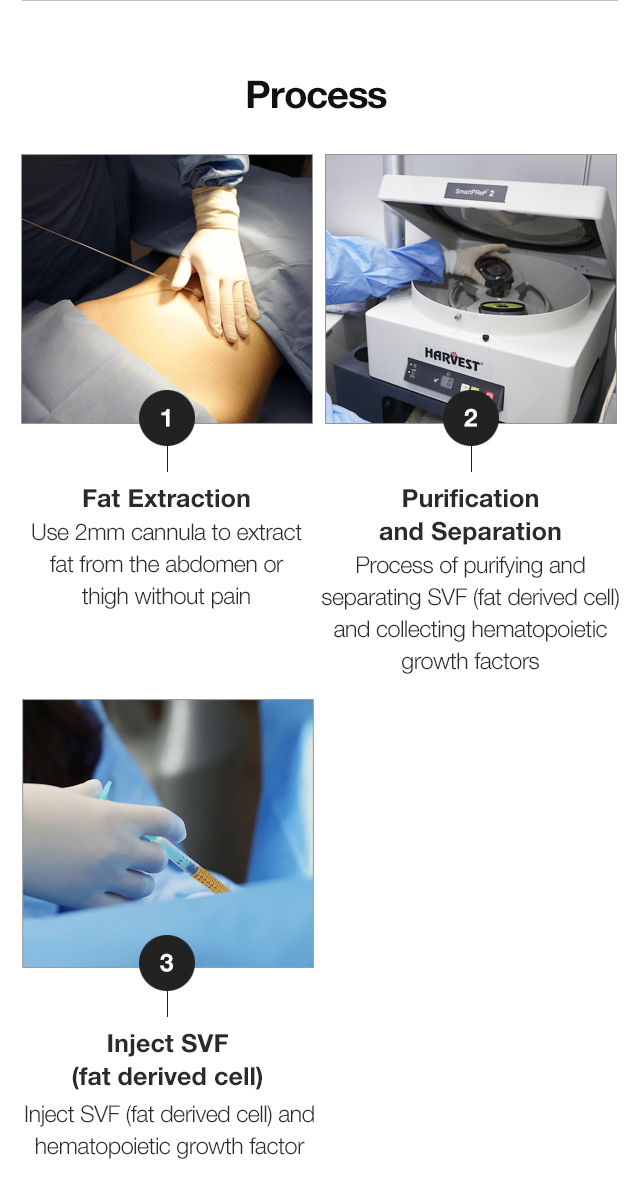 Process
SmartPReP 2
HARVEST
1
Fat Extraction
Use 2mm cannula to extract
fat from the abdomen or
thigh without pain
2
Purification
and Separation
Process of purifying and
separating SVF (fat derived cell)
and collecting hematopoietic
growth factors
3
Inject SVF
(fat derived cell)
Inject SVF (fat derived cell) and
hematopoietic growth factor